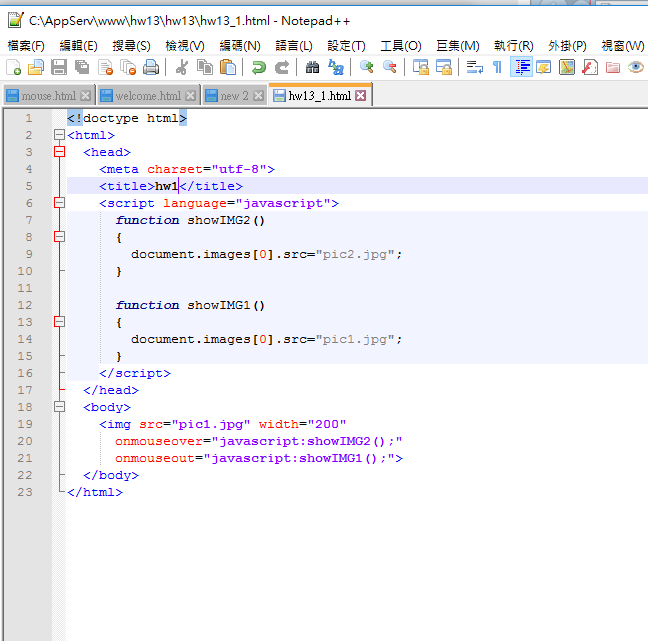 C:\AppServ\www\hw13\hw13\hw13_1.html - Notepad++
檔案(F) 編輯(E) 搜尋(S) 檢視(V) 編碼(N) 語言(L) 設定(T) 工具(O) 巨集(M) 執行(R) 外掛(P) 視窗(W)
mouse.html welcome.html new 2 hw13_1.html
1 <!doctype html>
2 <html>
3 <head>
4 <meta charset="utf-8">
5 <title>hw1</title>
6 <script language="javascript">
7 function showIMG2()
8 {
9 document.images[0].src="pic2.jpg";
10 }
11
12 function showIMG1()
13 {
14 document.images[0].src="pic1.jpg";
15 }
16 </script>
17 </head>
18 <body>
19 <img src="pic1.jpg" width="200"
20 onmouseover="javascript:showIMG2();"
21 onmouseout="javascript:showIMG1();">
22 </body>
23 </html>